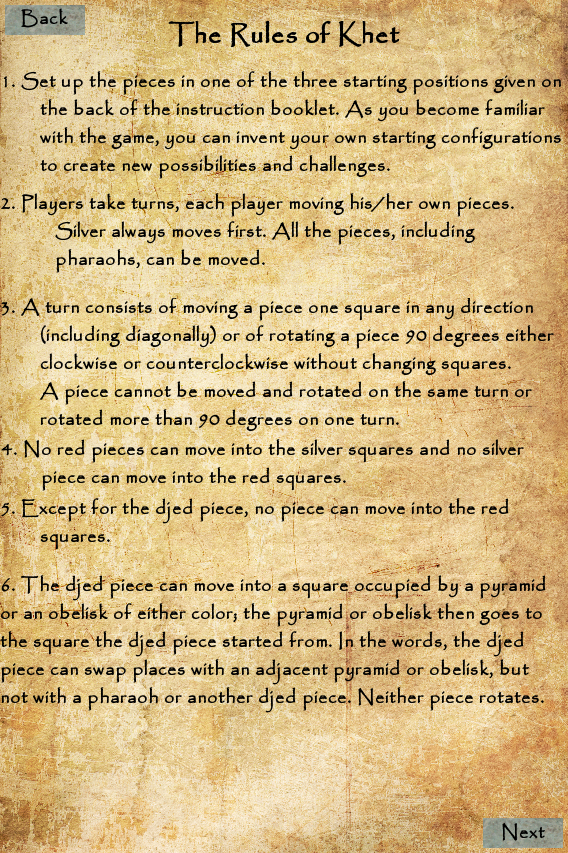 Back
The Rules of Khet
1. Set up the pieces in one of the three starting positions given on
the back of the instruction booklet. As you become familiar
with the game, you can invent your own starting configurations
to create new possibilities and challenges.
2. Players take turns, each player moving his/her own pieces.
Silver always moves first. All the pieces, including
pharaohs, can be moved.
3. A turn consists of moving a piece one square in any direction
(including diagonally) or of rotating a piece 90 degrees either
clockwise or counterclockwise without changing squares.
A piece cannot be moved and rotated on the same turn or
rotated more than 90 degrees on one turn.
4. No red pieces can move into the silver squares and no silver
piece can move into the red squares.
5. Except for the djed piece, no piece can move into the red
squares.
6. The djed piece can move into a square occupied by a pyramid
or an obelisk of either color; the pyramid or obelisk then goes to
the square the djed piece started from. In the words, the djed
piece can swap places with an adjacent pyramid or obelisk, but
not with a pharaoh or another djed piece. Neither piece rotates.
Next